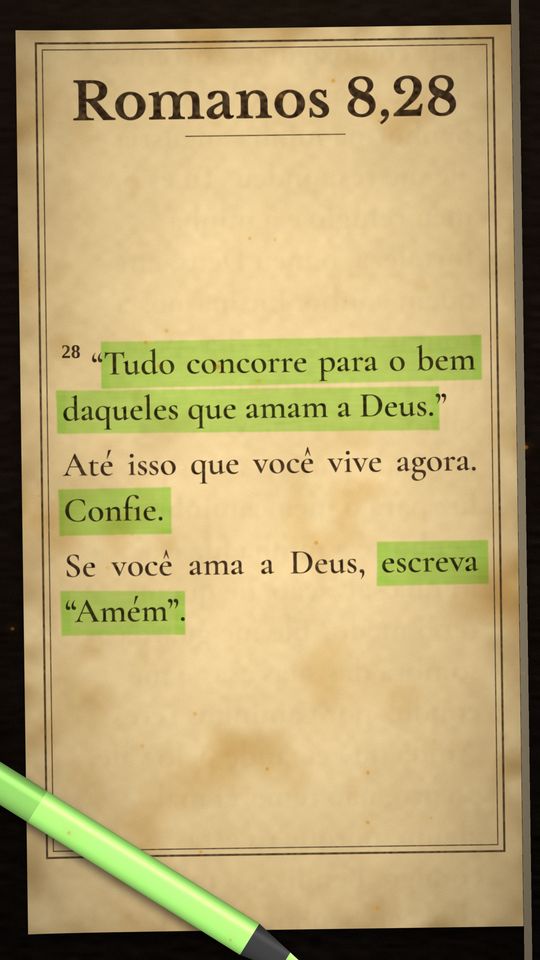 Romanos 8,28
28 “Tudo concorre para o bem
daqueles que amam a Deus.”
Até isso que você vive agora.
Confie.
Se você ama a Deus, escreva
“Amém”.